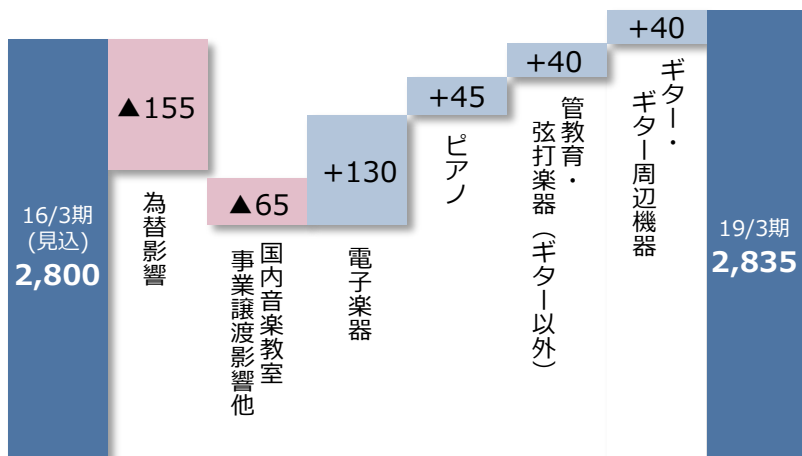 16/3期
(見込)
2,800
▲155
為替影響
▲65
国内音楽教室
事業譲渡影響他
+130
電子楽器
+45
ピアノ
+40
管教育・
弦打楽器（ギター以外）
+40
ギター・
ギター周辺機器
19/3期
2,835